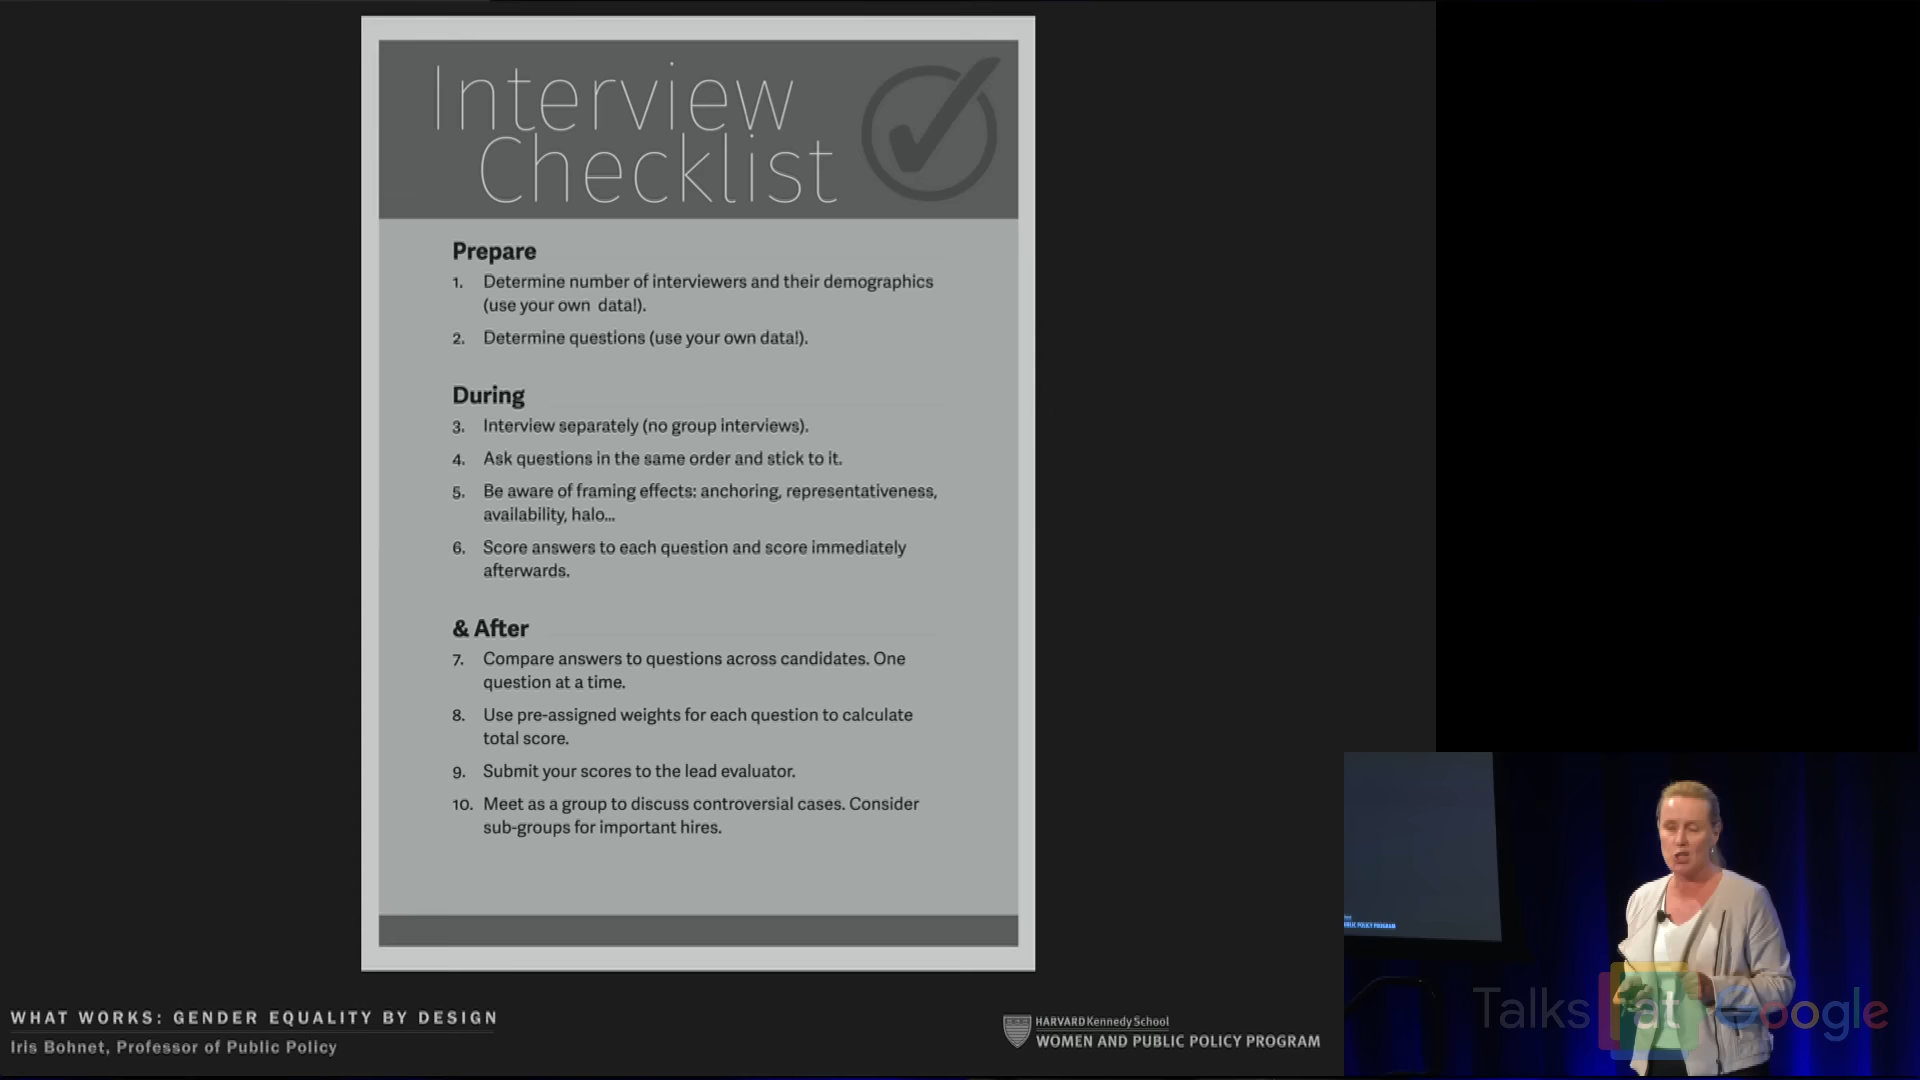 Interview
Checklist
Prepare
1. Determine number of interviewers and their demographics
(use your own data!).
2. Determine questions (use your own data!).
During
3. Interview separately (no group interviews).
4. Ask questions in the same order and stick to it.
5. Be aware of framing effects: anchoring, representativeness,
availability, halo...
6. Score answers to each question and score immediately
afterwards.
& After
7. Compare answers to questions across candidates. One
question at a time.
8. Use pre-assigned weights for each question to calculate
total score.
9. Submit your scores to the lead evaluator.
10. Meet as a group to discuss controversial cases. Consider
sub-groups for important hires.
WHAT WORKS: GENDER EQUALITY BY DESIGN
Iris Bohnet, Professor of Public Policy
HARVARD Kennedy School
WOMEN AND PUBLIC POLICY PROGRAM
POLICY PROGRAM
Talks at Google